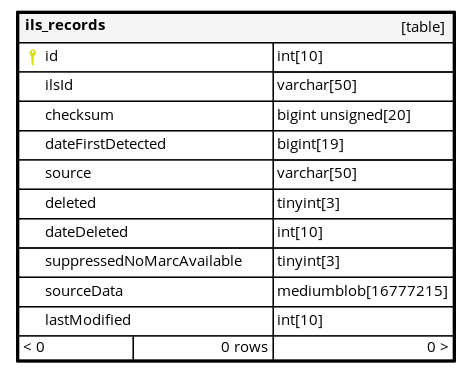 ils_records [table]
id int[10]
ilsId varchar[50]
checksum bigint unsigned[20]
dateFirstDetected bigint[19]
source varchar[50]
deleted tinyint[3]
dateDeleted int[10]
suppressedNoMarcAvailable tinyint[3]
sourceData mediumblob[16777215]
lastModified int[10]
< 0 0 rows 0 >